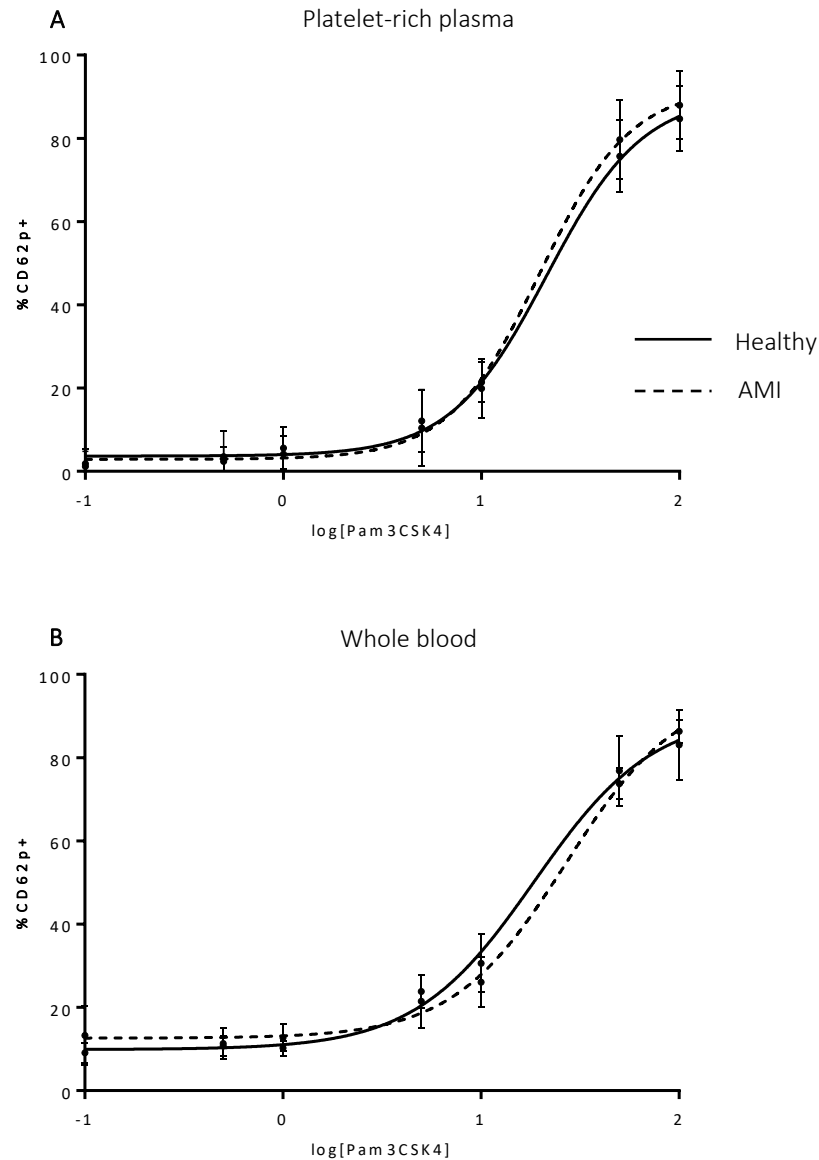 A
Platelet-rich plasma
100
80
60
40
20
0
%CD62p+
-1 0 1 2
log[Pam3CSK4]
Healthy
AMI
B
Whole blood
100
80
60
40
20
0
%CD62p+
-1 0 1 2
log[Pam3CSK4]